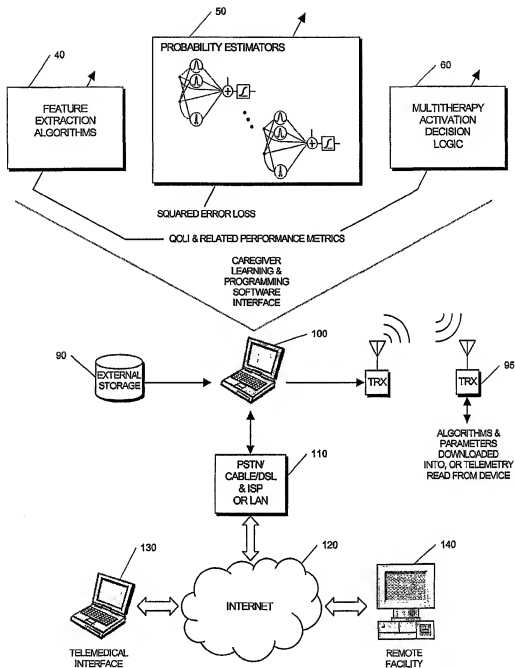 50
PROBABILITY ESTIMATORS
40
FEATURE
EXTRACTION
ALGORITHMS
60
MULTITHERAPY
ACTIVATION
DECISION
LOGIC
SQUARED ERROR LOSS
QOLI & RELATED PERFORMANCE METRICS
CAREGIVER
LEARNING &
PROGRAMMING
SOFTWARE
INTERFACE
100
90
EXTERNAL
STORAGE
TRX
TRX
95
ALGORITHMS &
PARAMETERS
DOWNLOADED
INTO, OR TELEMETRY
READ FROM DEVICE
PSTN/
CABLE/DSL
& ISP
OR LAN
110
130
120
140
INTERNET
TELEMEDICAL
INTERFACE
REMOTE
FACILITY